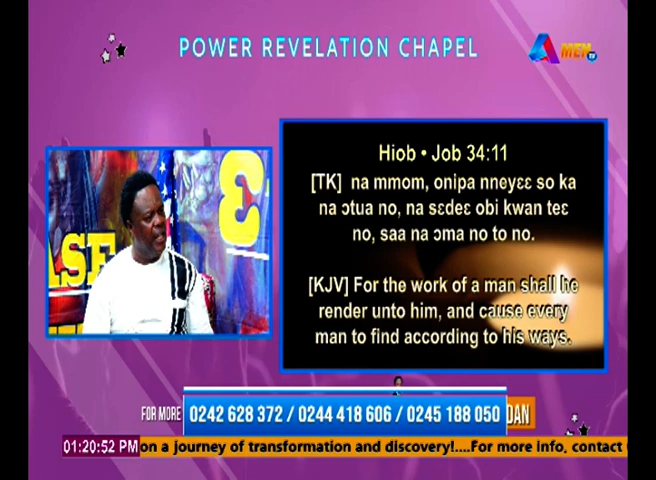 POWER REVELATION CHAPEL
AMEN TV
Hiob • Job 34:11
[TK] na mmom, onipa nneyɛɛ so ka
na ɔtua no, na sɛdeɛ obi kwan teɛ
no, saa na ɔma no to no.
[KJV] For the work of a man shall he
render unto him, and cause every
man to find according to his ways.
ASE
FOR MORE 0242 628 372 / 0244 418 606 / 0245 188 050 DAN
01:20:52 PM on a journey of transformation and discovery!....For more info, contact